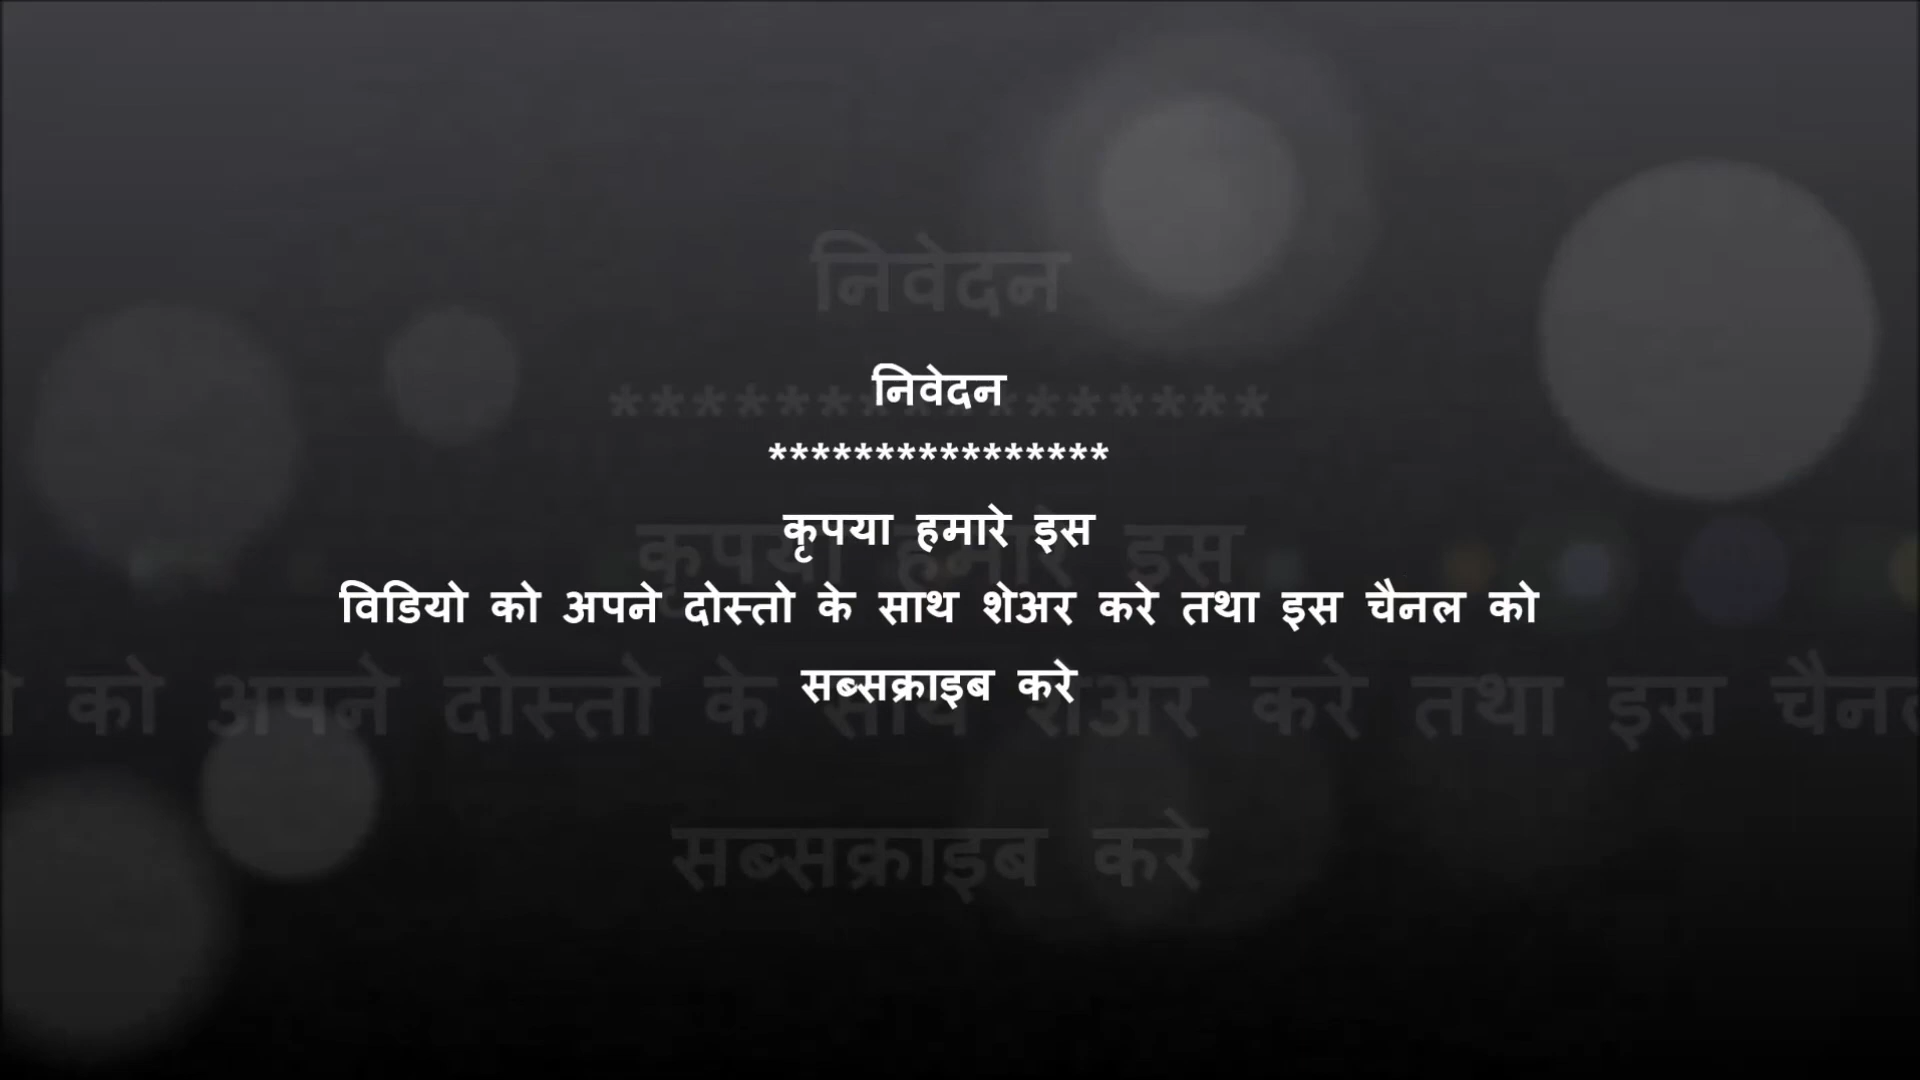 निवेदन
****************
कृपया हमारे इस
विडियो को अपने दोस्तो के साथ शेअर करे तथा इस चैनल को
सब्सक्राइब करे